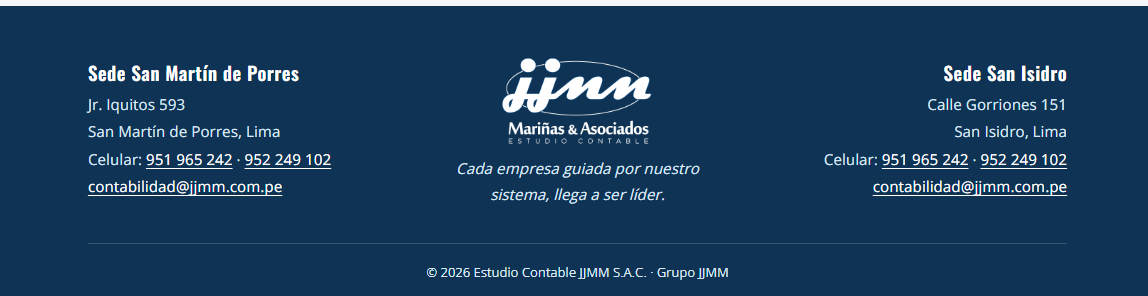 Sede San Martín de Porres
Jr. Iquitos 593
San Martín de Porres, Lima
Celular: 951 965 242 · 952 249 102
contabilidad@jjmm.com.pe
jjmm
Mariñas & Asociados
ESTUDIO CONTABLE
Cada empresa guiada por nuestro
sistema, llega a ser líder.
Sede San Isidro
Calle Gorriones 151
San Isidro, Lima
Celular: 951 965 242 · 952 249 102
contabilidad@jjmm.com.pe
© 2026 Estudio Contable JJMM S.A.C. · Grupo JJMM